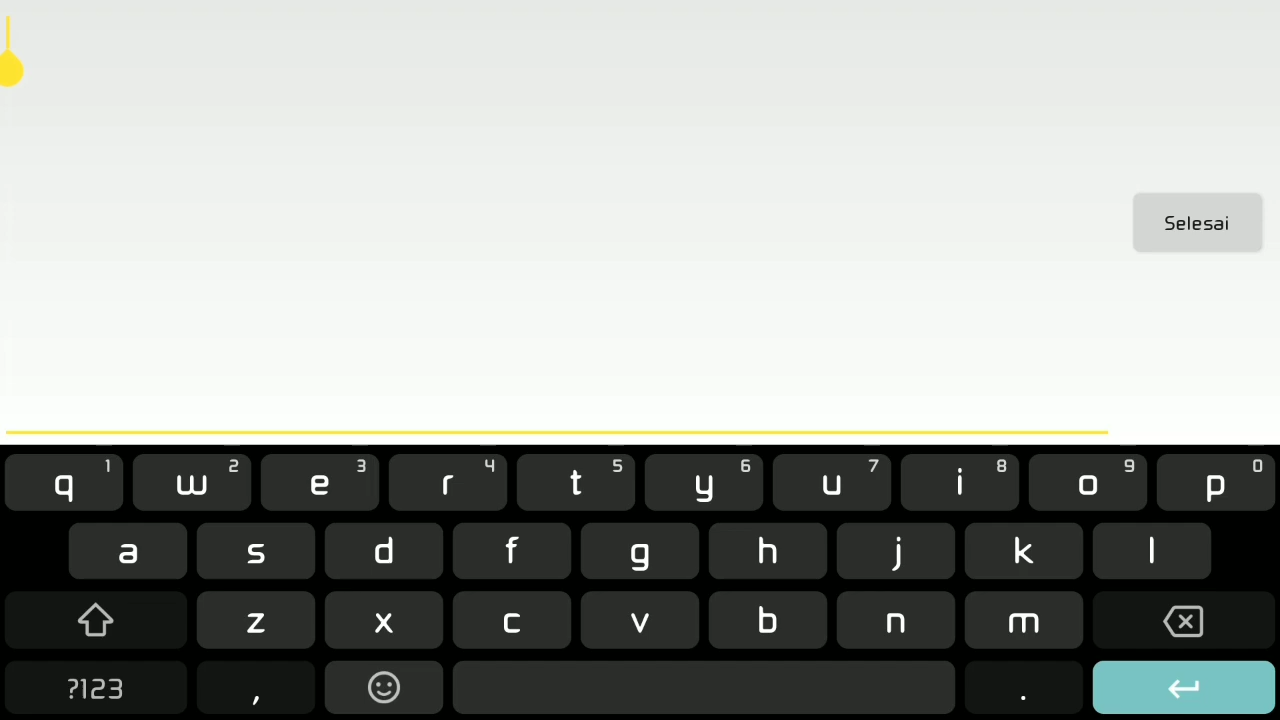 Selesai
q 1 w 2 e 3 r 4 t 5 y 6 u 7 i 8 o 9 p 0
a s d f g h j k l
z x c v b n m
?123 , .